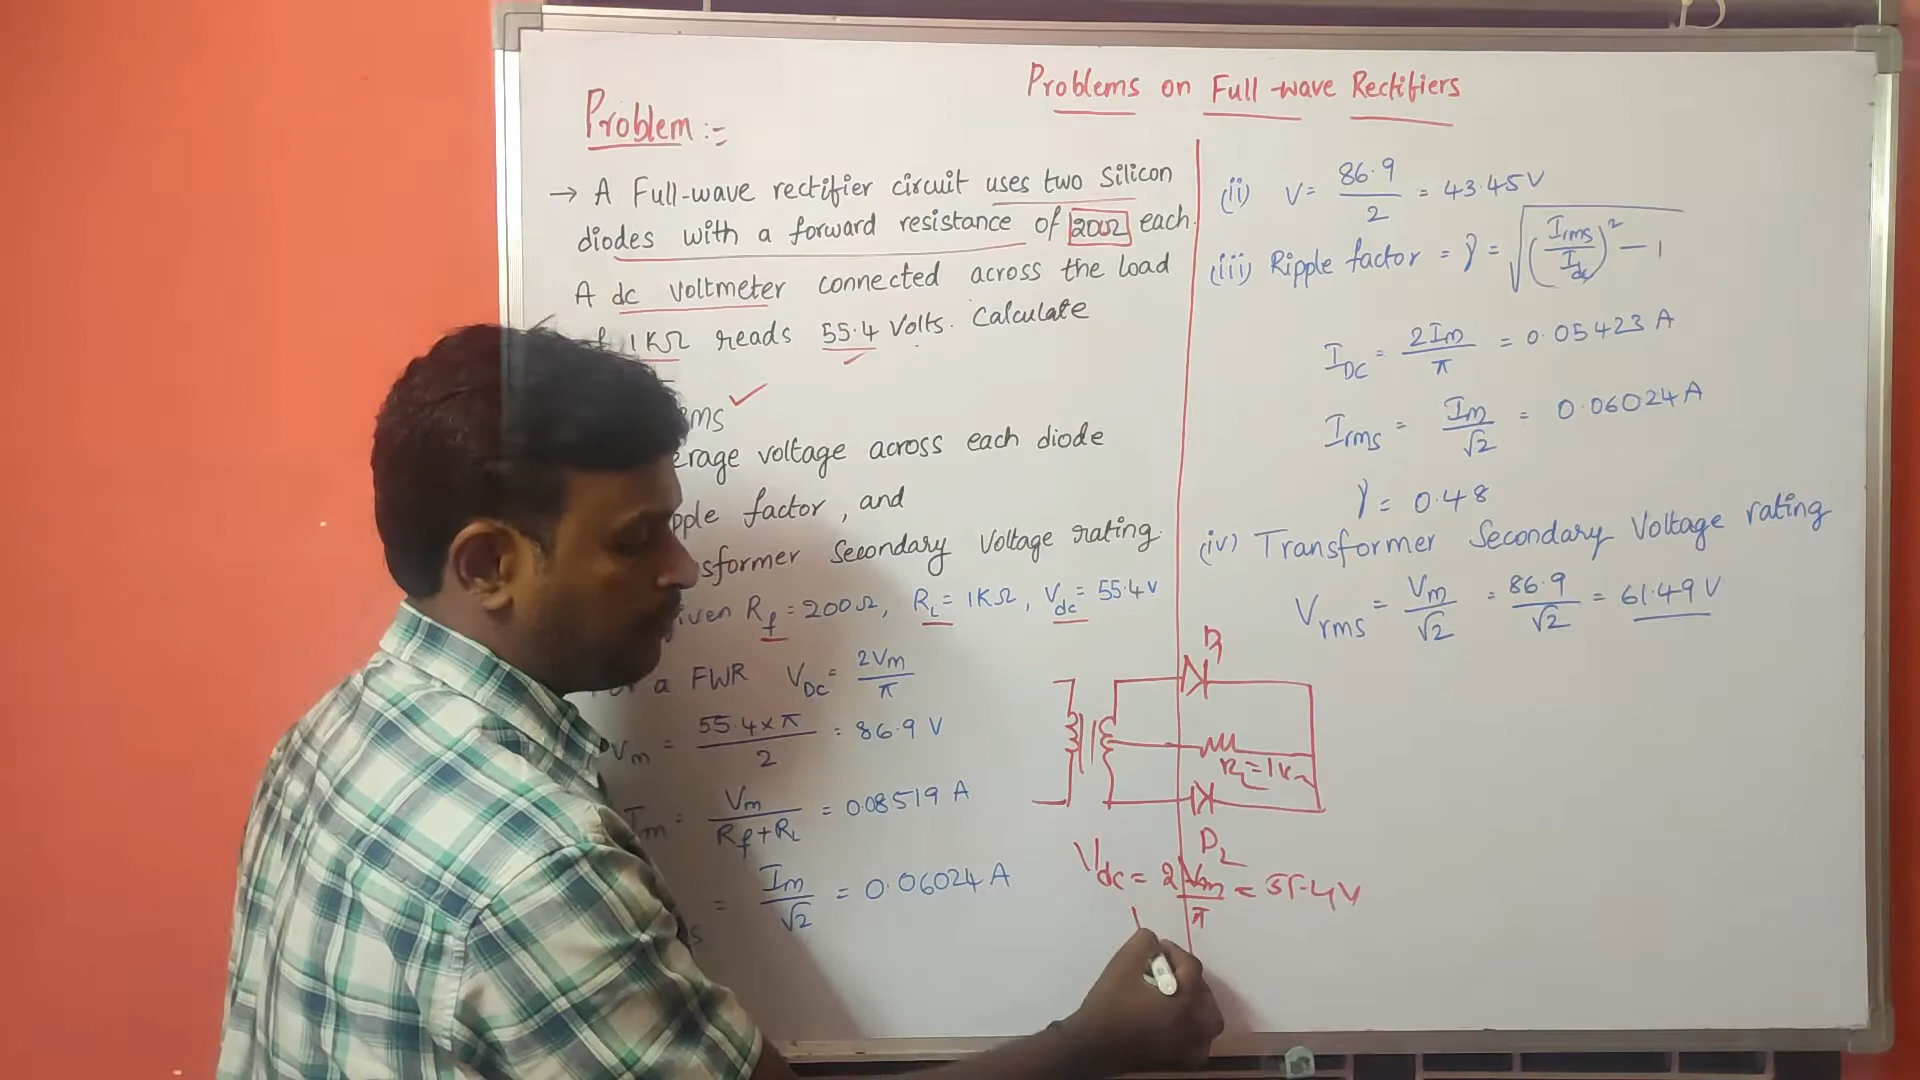 Problems on Full-wave Rectifiers
Problem:-
→ A Full-wave rectifier circuit uses two Silicon
diodes with a forward resistance of 200Ω each.
A dc voltmeter connected across the load
of 1KΩ reads 55.4 Volts. Calculate
rms
erage voltage across each diode
pple factor, and
sformer Secondary Voltage rating.
iven Rf = 200Ω, RL = 1KΩ, Vdc = 55.4V
a FWR VDC = 2Vm/π
Vm = 55.4×π/2 = 86.9 V
Im = Vm/Rf+RL = 0.08519 A
s = Im/√2 = 0.06024 A
(ii) V = 86.9/2 = 43.45V
(iii) Ripple factor = γ = √(Irms/Idc)² − 1
IDC = 2Im/π = 0.05423 A
Irms = Im/√2 = 0.06024 A
γ = 0.48
(iv) Transformer Secondary Voltage rating
Vrms = Vm/√2 = 86.9/√2 = 61.49 V
D1
RL = 1K
D2
Vdc = 2Vm/π = 55.4V